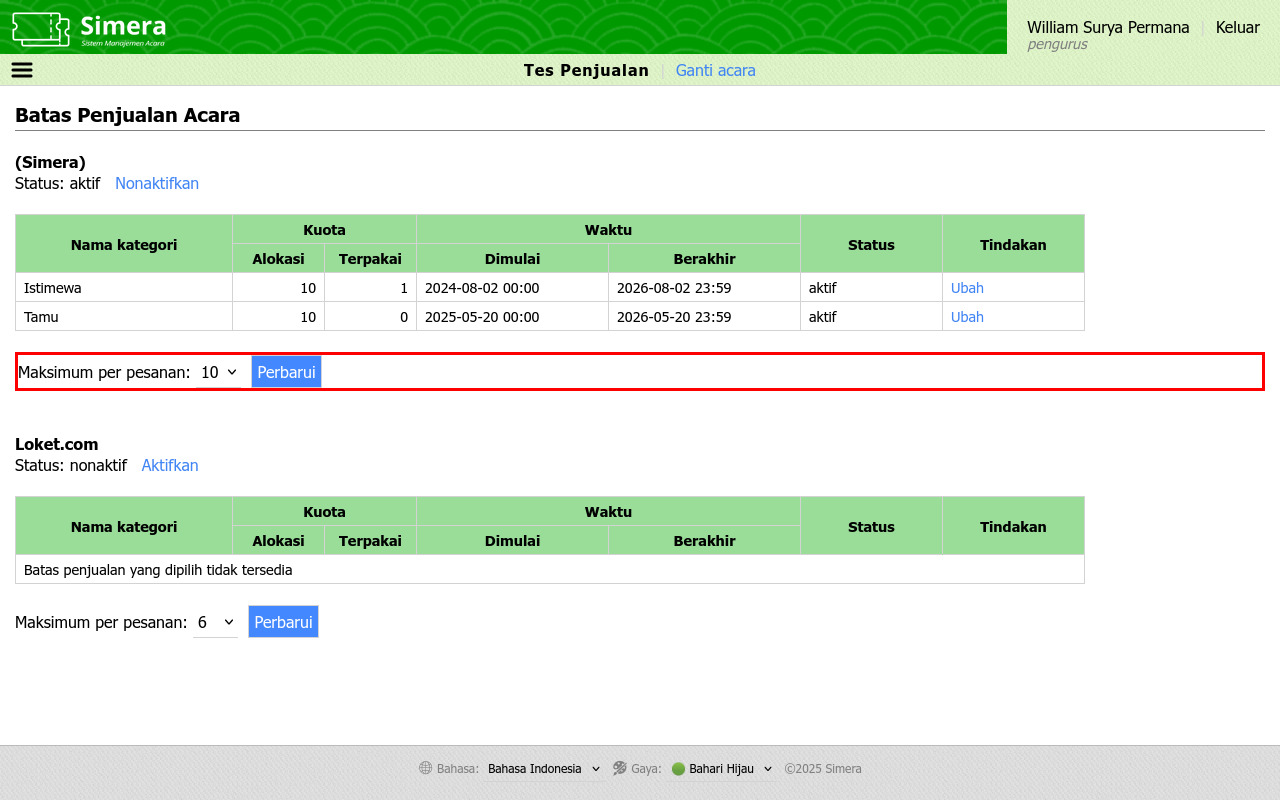 Simera
Sistem Manajemen Acara
William Surya Permana | Keluar
pengurus
Tes Penjualan | Ganti acara
Batas Penjualan Acara
(Simera)
Status: aktif Nonaktifkan
Nama kategori Kuota Waktu Status Tindakan
Alokasi Terpakai Dimulai Berakhir
Istimewa 10 1 2024-08-02 00:00 2026-08-02 23:59 aktif Ubah
Tamu 10 0 2025-05-20 00:00 2026-05-20 23:59 aktif Ubah
Maksimum per pesanan: 10 Perbarui
Loket.com
Status: nonaktif Aktifkan
Nama kategori Kuota Waktu Status Tindakan
Alokasi Terpakai Dimulai Berakhir
Batas penjualan yang dipilih tidak tersedia
Maksimum per pesanan: 6 Perbarui
Bahasa: Bahasa Indonesia Gaya: Bahari Hijau ©2025 Simera